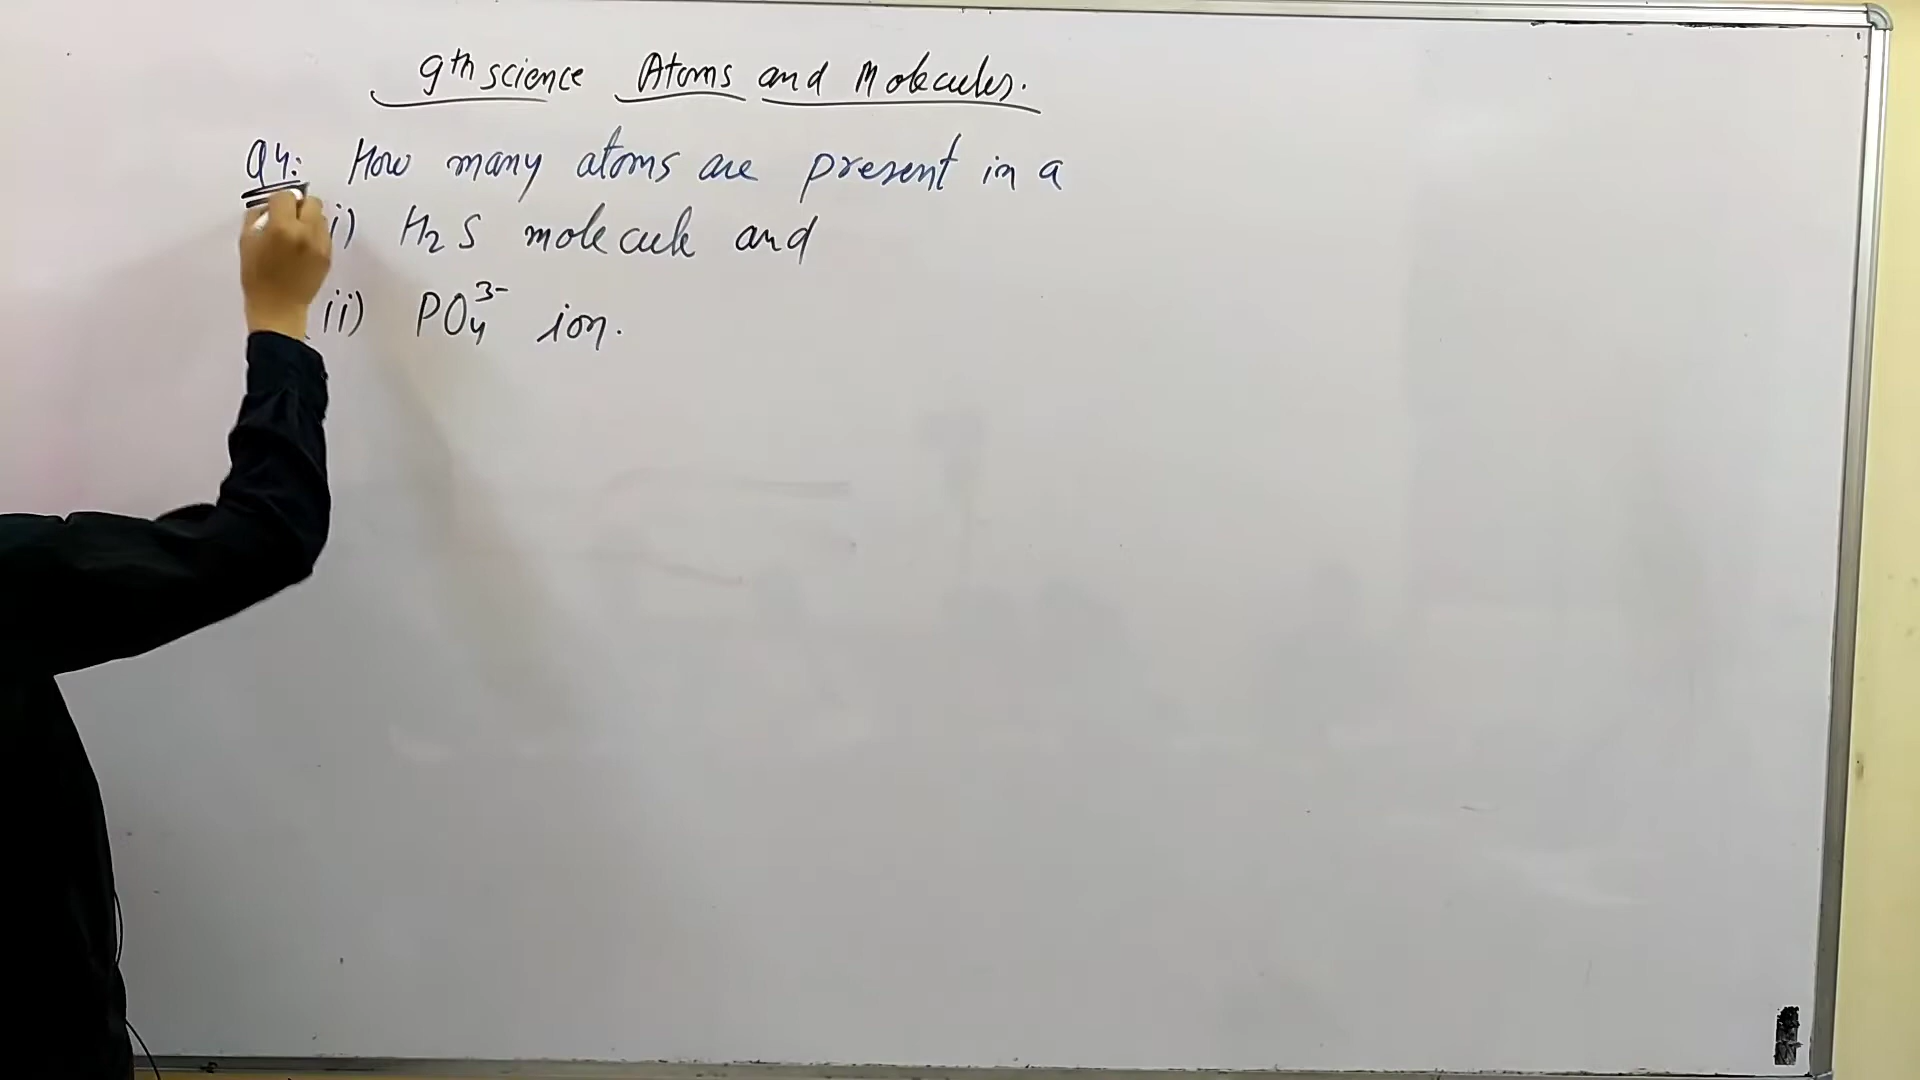 9th science Atoms and Molecules.
Q4: How many atoms are present in a
i) H2S molecule and
ii) PO4^3- ion.